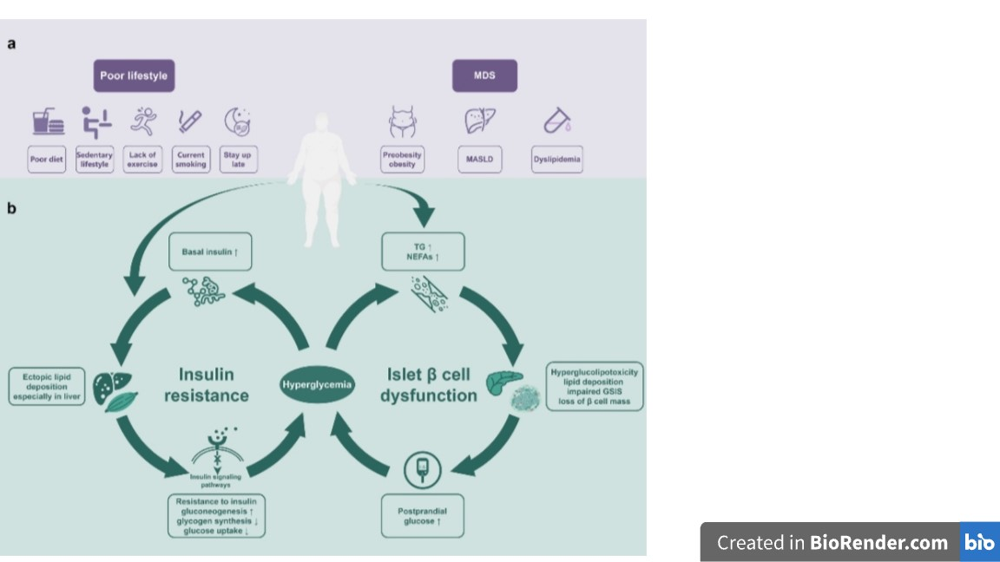 a
Poor lifestyle
MDS
Poor diet
Sedentary
lifestyle
Lack of
exercise
Current
smoking
Stay up
late
Preobesity
obesity
MASLD
Dyslipidemia
b
Basal insulin ↑
TG ↑
NEFAs ↑
Ectopic lipid
deposition
especially in liver
Insulin
resistance
Hyperglycemia
Islet β cell
dysfunction
Hyperglucolipotoxicity
lipid deposition
impaired GSIS
loss of β cell mass
Insulin signaling
pathways
Resistance to insulin
gluconeogenesis ↑
glycogen synthesis ↓
glucose uptake ↓
Postprandial
glucose ↑
Created in BioRender.com bio